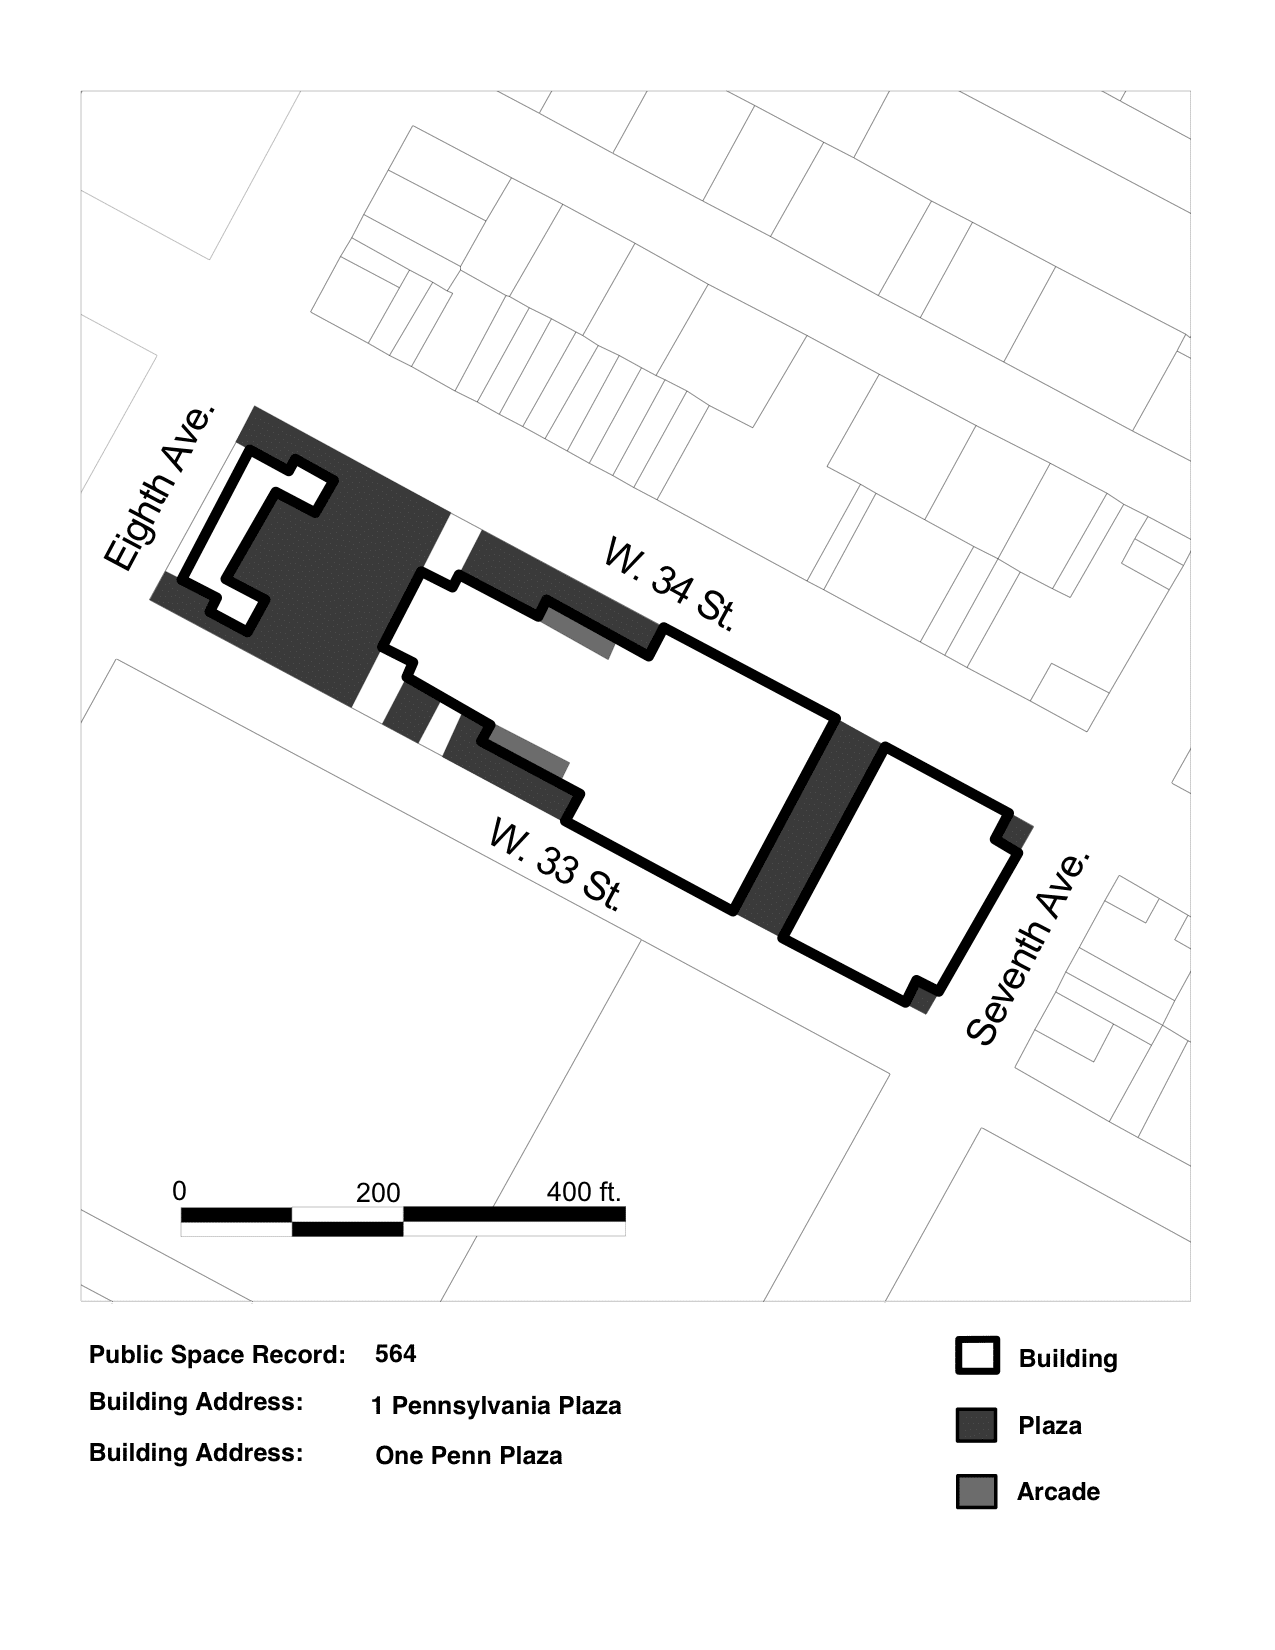 Eighth Ave.
W. 34 St.
W. 33 St.
Seventh Ave.
0 200 400 ft.
Public Space Record: 564
Building Address: 1 Pennsylvania Plaza
Building Address: One Penn Plaza
Building
Plaza
Arcade